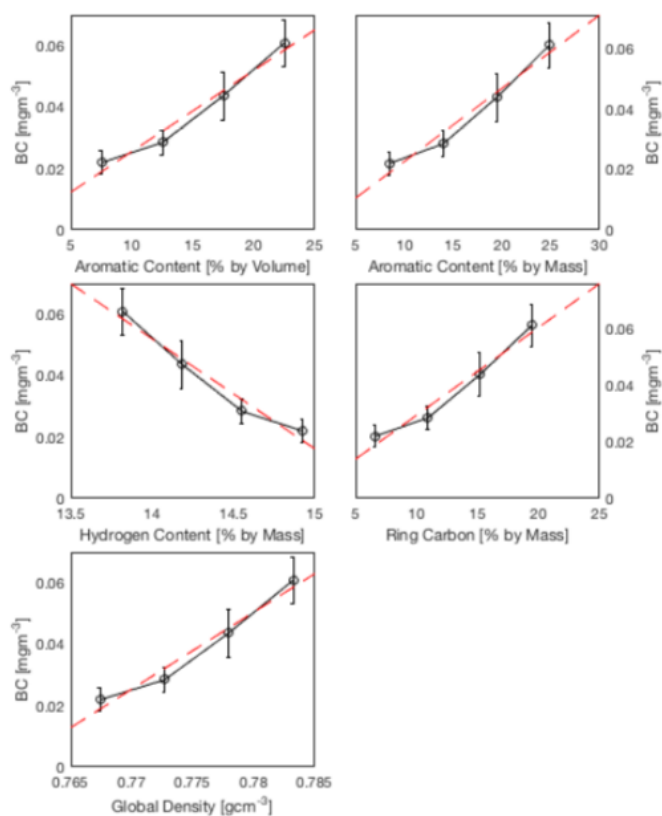 0.06
0.04
0.02
0
BC [mgm-3]
5 10 15 20 25
Aromatic Content [% by Volume]
0.06
0.04
0.02
0
BC [mgm-3]
5 10 15 20 25 30
Aromatic Content [% by Mass]
0.06
0.04
0.02
0
BC [mgm-3]
13.5 14 14.5 15
Hydrogen Content [% by Mass]
0.06
0.04
0.02
0
BC [mgm-3]
5 10 15 20 25
Ring Carbon [% by Mass]
0.06
0.04
0.02
0
BC [mgm-3]
0.765 0.77 0.775 0.78 0.785
Global Density [gcm-3]